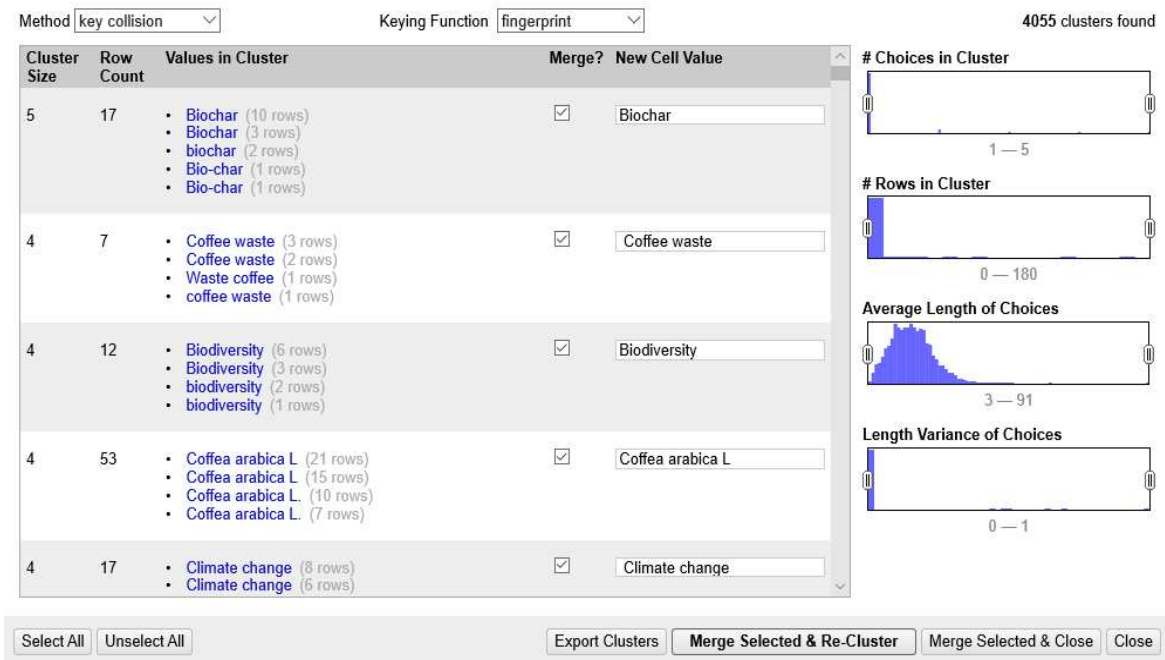 Method key collision Keying Function fingerprint 4055 clusters found
Cluster Size Row Count Values in Cluster Merge? New Cell Value
5 17 • Biochar (10 rows) Biochar
• Biochar (3 rows)
• biochar (2 rows)
• Bio-char (1 rows)
• Bio-char (1 rows)
4 7 • Coffee waste (3 rows) Coffee waste
• Coffee waste (2 rows)
• Waste coffee (1 rows)
• coffee waste (1 rows)
4 12 • Biodiversity (6 rows) Biodiversity
• Biodiversity (3 rows)
• biodiversity (2 rows)
• biodiversity (1 rows)
4 53 • Coffea arabica L (21 rows) Coffea arabica L
• Coffea arabica L (15 rows)
• Coffea arabica L. (10 rows)
• Coffea arabica L. (7 rows)
4 17 • Climate change (8 rows) Climate change
• Climate change (6 rows)
# Choices in Cluster
1 — 5
# Rows in Cluster
0 — 180
Average Length of Choices
3 — 91
Length Variance of Choices
0 — 1
Select All Unselect All Export Clusters Merge Selected & Re-Cluster Merge Selected & Close Close